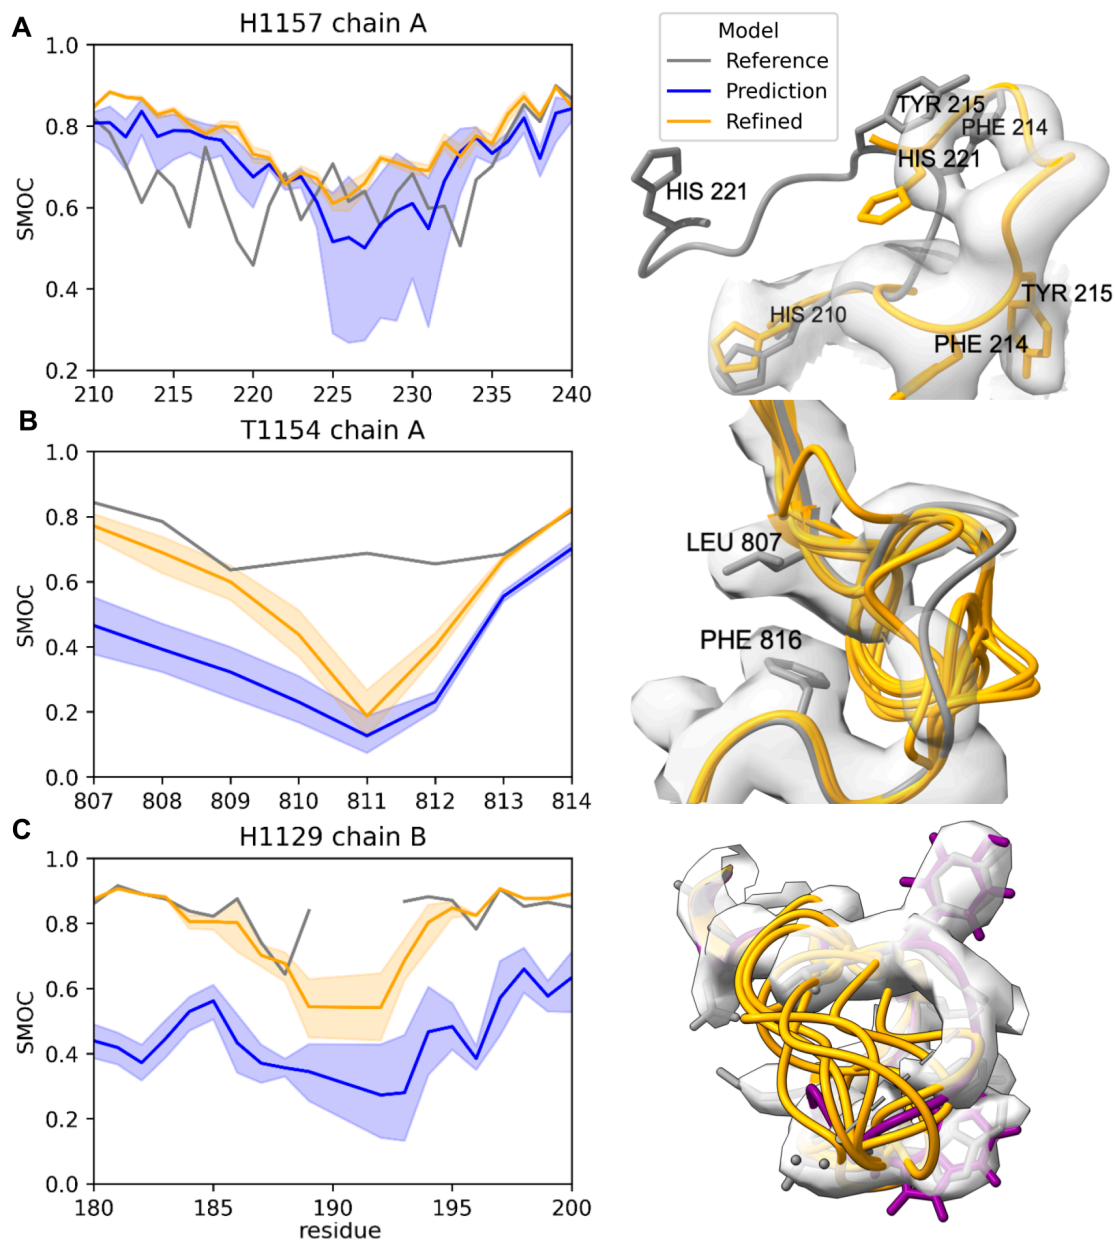 A
H1157 chain A
SMOC
1.0
0.8
0.6
0.4
0.2
210 215 220 225 230 235 240
Model
Reference
Prediction
Refined
TYR 215
PHE 214
HIS 221
HIS 221
TYR 215
HIS 210
PHE 214
B
T1154 chain A
SMOC
1.0
0.8
0.6
0.4
0.2
0.0
807 808 809 810 811 812 813 814
LEU 807
PHE 816
C
H1129 chain B
SMOC
1.0
0.8
0.6
0.4
0.2
0.0
180 185 190 195 200
residue